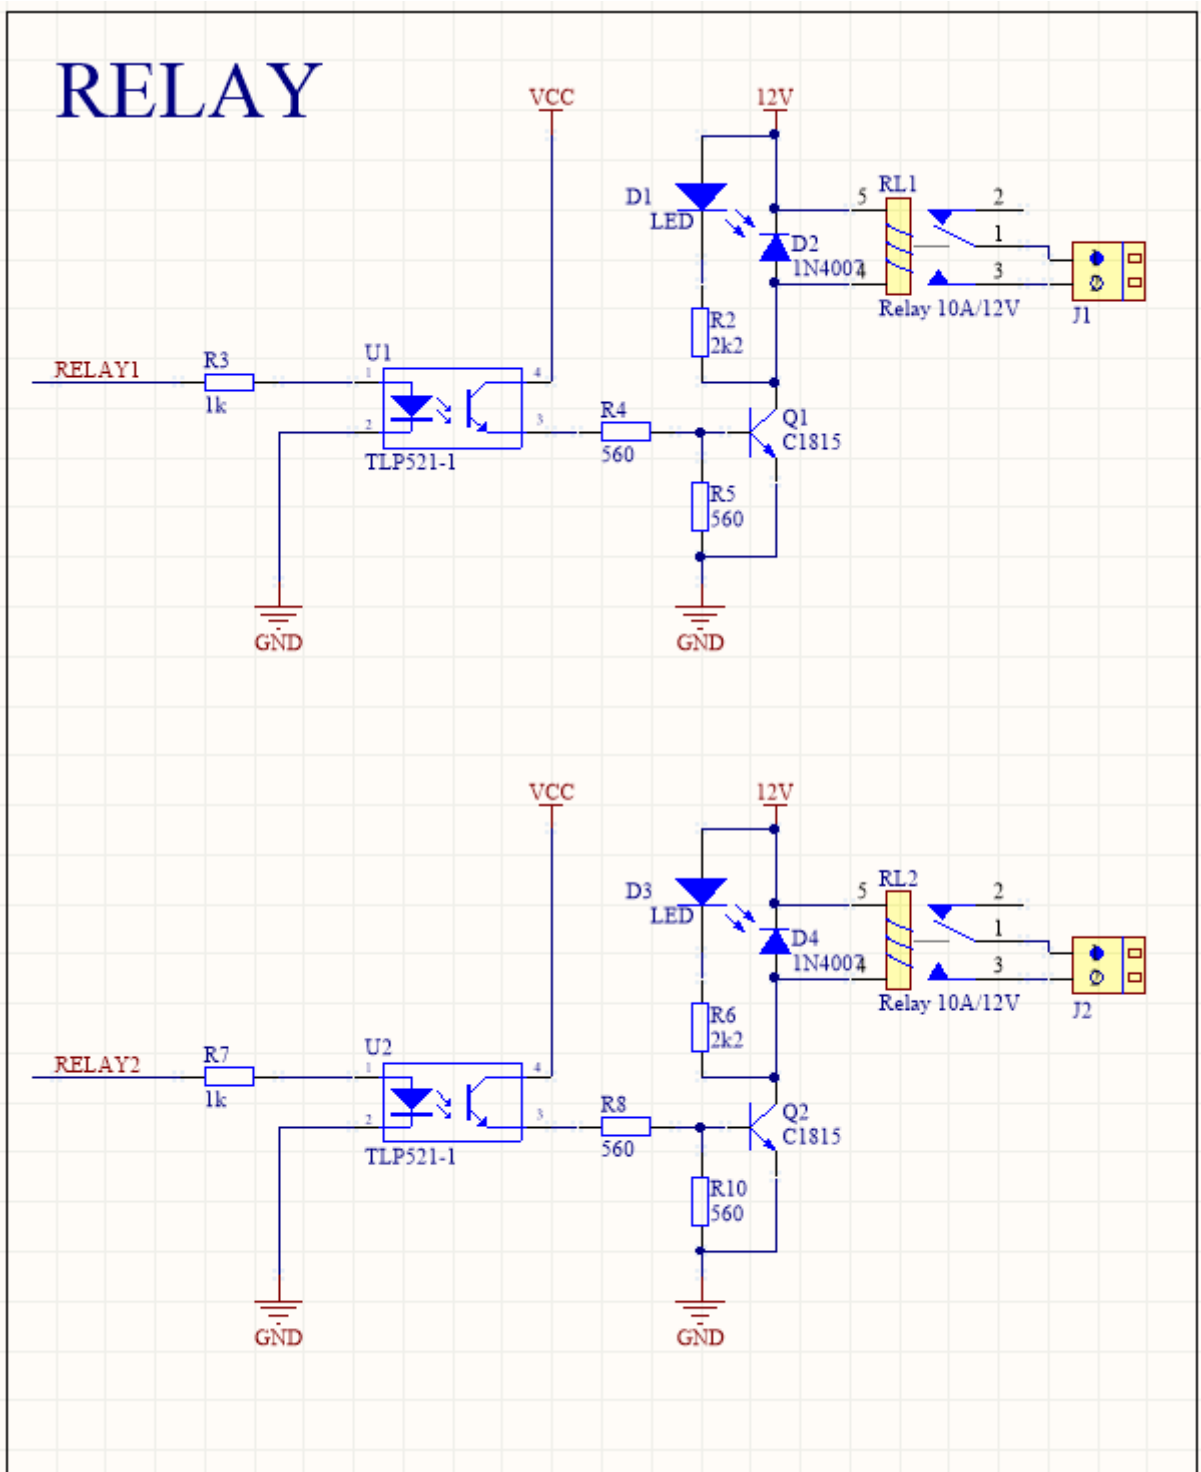 RELAY
VCC
12V
D1
LED
D2
1N4007
5
4
RL1
2
1
3
Relay 10A/12V
J1
R2
2k2
RELAY1
R3
1k
U1
1
2
4
3
TLP521-1
R4
560
Q1
C1815
R5
560
GND
GND
VCC
12V
D3
LED
D4
1N4007
5
4
RL2
2
1
3
Relay 10A/12V
J2
R6
2k2
RELAY2
R7
1k
U2
1
2
4
3
TLP521-1
R8
560
Q2
C1815
R10
560
GND
GND